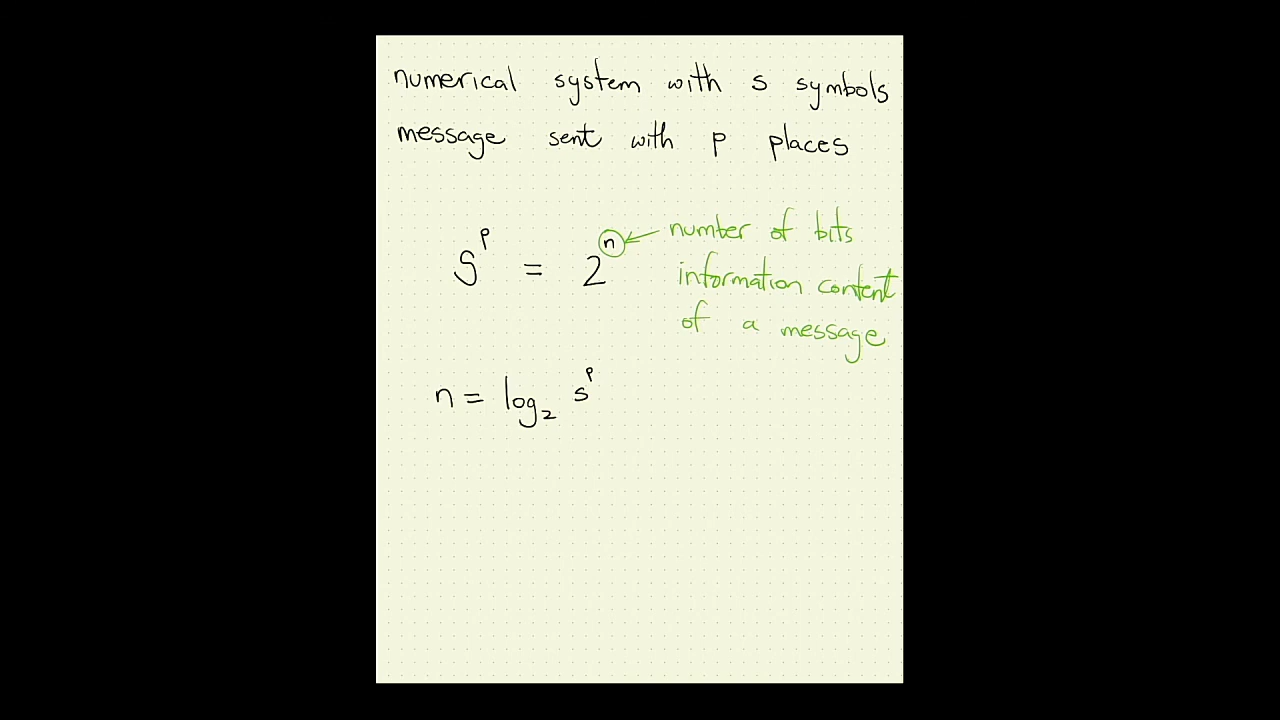 numerical system with s symbols
message sent with p places
S^p = 2^n ← number of bits
information content
of a message
n = log₂ s^p